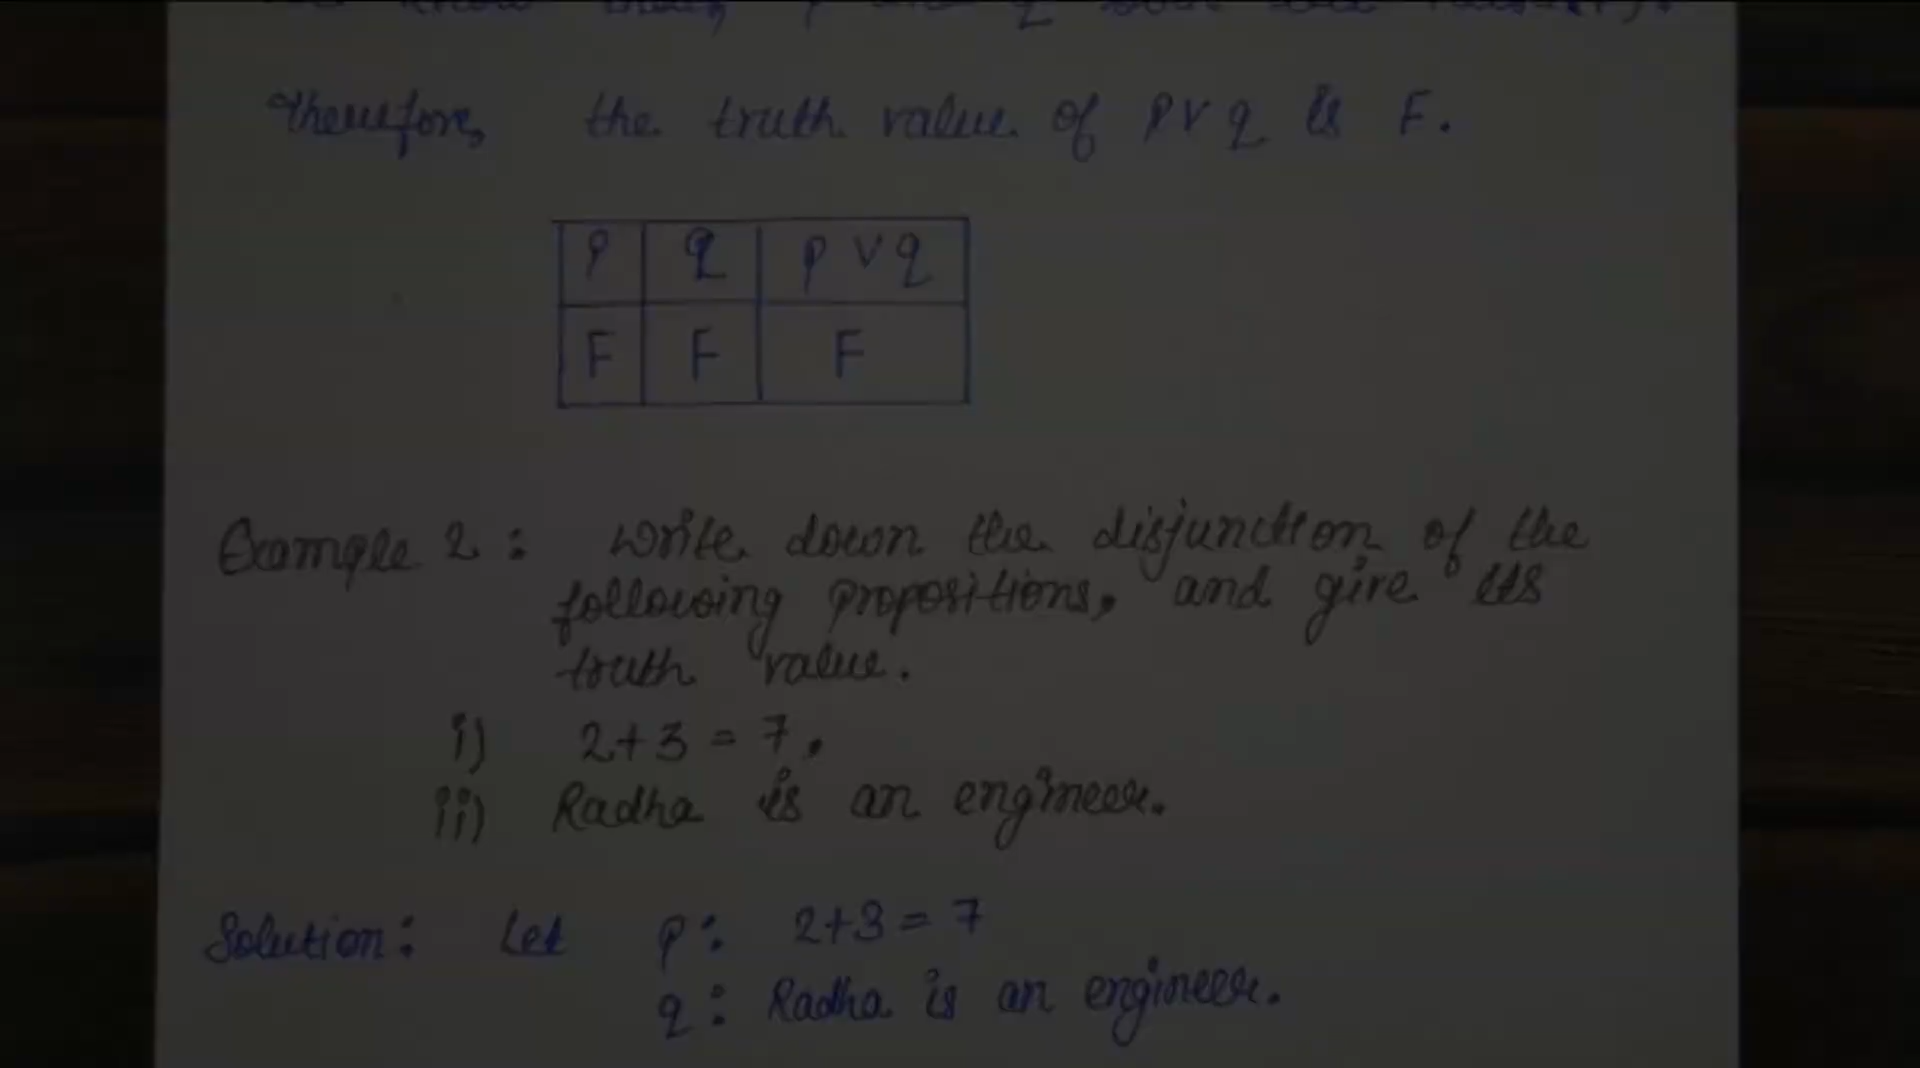 Therefore, the truth value of p v q is F.
p q p v q
F F F
Example 2 : Write down the disjunction of the
following propositions, and give its
truth value.
i) 2+3 = 7.
ii) Radha is an engineer.
Solution : Let p : 2+3 = 7
q : Radha is an engineer.